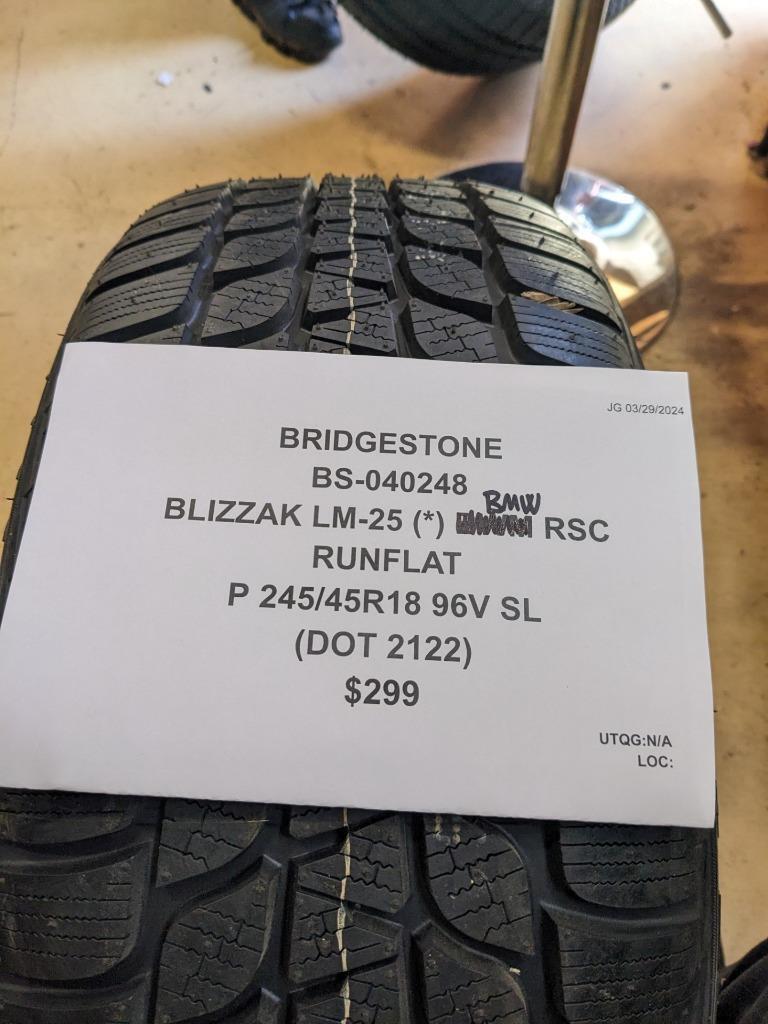 JG 03/29/2024
BRIDGESTONE
BS-040248
BMW
BLIZZAK LM-25 (*) RSC
RUNFLAT
P 245/45R18 96V SL
(DOT 2122)
$299
UTQG:N/A
LOC: